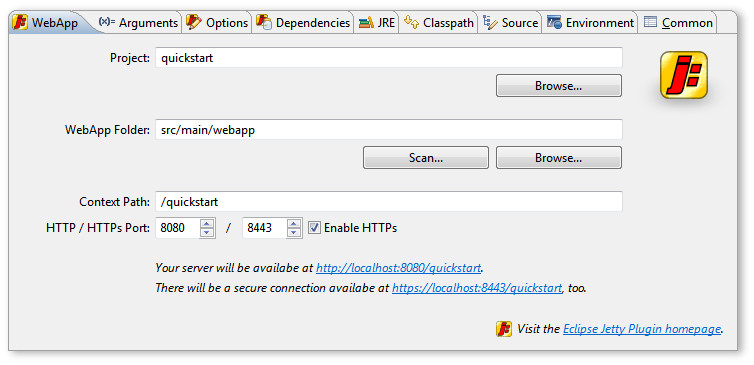 WebApp (x)= Arguments Options Dependencies JRE Classpath Source Environment Common
Project: quickstart
Browse...
WebApp Folder: src/main/webapp
Scan... Browse...
Context Path: /quickstart
HTTP / HTTPs Port: 8080 / 8443 Enable HTTPs
Your server will be availabe at http://localhost:8080/quickstart.
There will be a secure connection availabe at https://localhost:8443/quickstart, too.
Visit the Eclipse Jetty Plugin homepage.